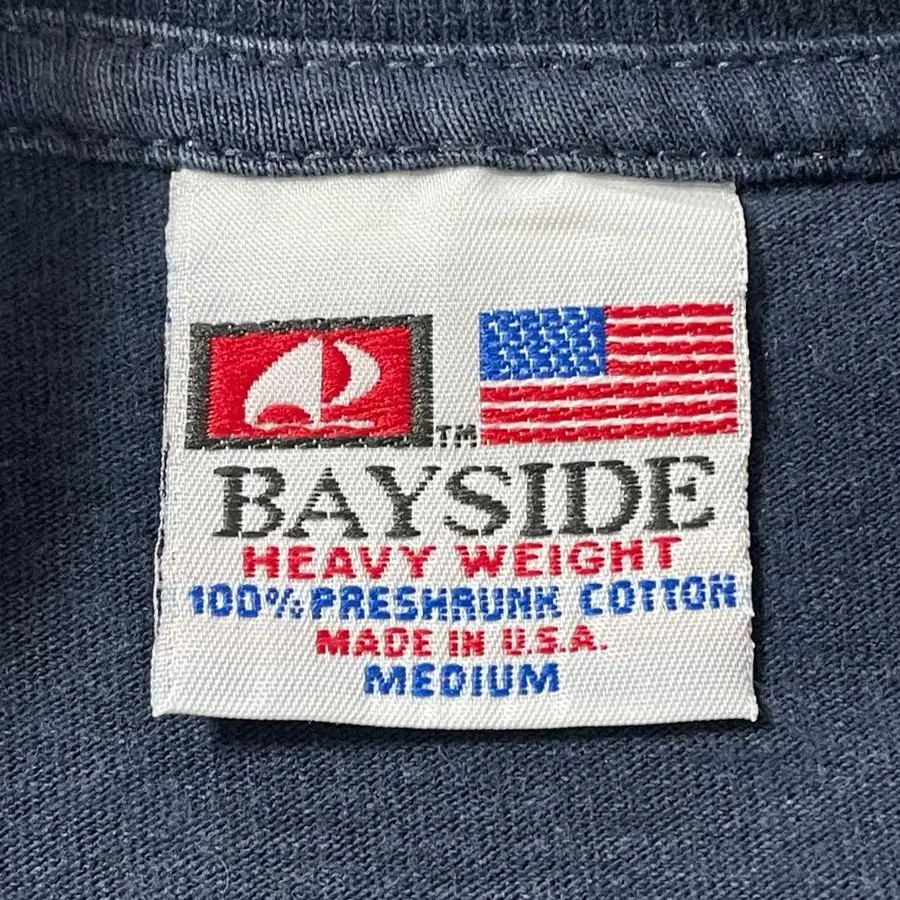 TM
BAYSIDE
HEAVY WEIGHT
100% PRESHRUNK COTTON
MADE IN U.S.A.
MEDIUM